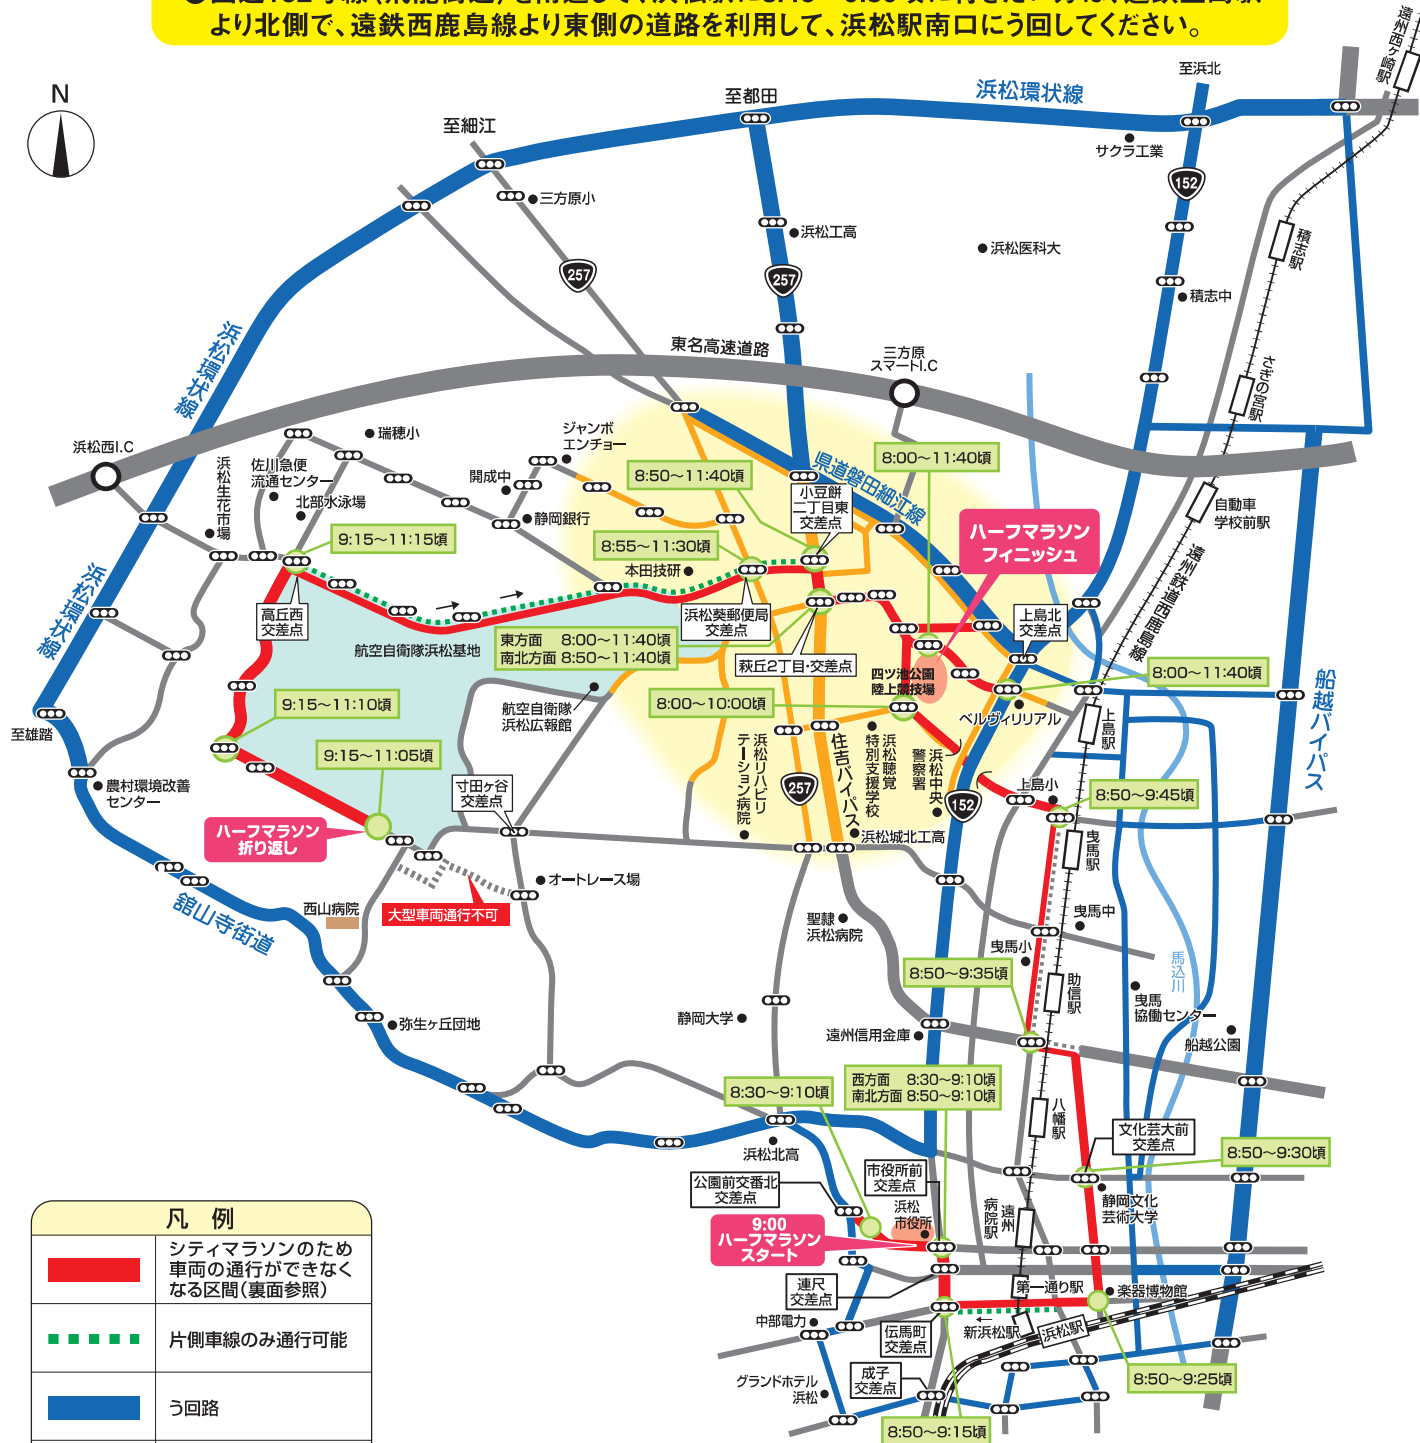 より北側で、遠鉄西鹿島線より東側の道路を利用して、浜松駅南口にう回してください。
N
至細江
至都田
浜松環状線
至浜北
遠州西ヶ崎駅
サクラ工業
152
三方原小
浜松工高
浜松医科大
積志駅
257
257
積志中
浜松環状線
東名高速道路
三方原
スマートI.C
さぎの宮駅
浜松西I.C
瑞穂小
ジャンボ
エンチョー
佐川急便
流通センター
浜松生花市場
北部水泳場
開成中
静岡銀行
8:50〜11:40頃
8:00〜11:40頃
県道磐田細江線
小豆餅
二丁目東
交差点
自動車
学校前駅
9:15〜11:15頃
8:55〜11:30頃
本田技研
ハーフマラソン
フィニッシュ
遠州鉄道西鹿島線
浜松環状線
高丘西
交差点
航空自衛隊浜松基地
浜松葵郵便局
交差点
上島北
交差点
東方面 8:00〜11:40頃
南北方面 8:50〜11:40頃
萩丘2丁目・交差点
四ツ池公園
陸上競技場
8:00〜11:40頃
船越バイパス
9:15〜11:10頃
航空自衛隊
浜松広報館
8:00〜10:00頃
ベルヴィリリアル
上島駅
至雄踏
9:15〜11:05頃
浜松リハビリ
テーション病院
住吉バイパス
浜松聴覚
特別支援学校
浜松中央
警察署
農村環境改善
センター
寸田ヶ谷
交差点
257
152
上島小
8:50〜9:45頃
ハーフマラソン
折り返し
浜松城北工高
曳馬駅
オートレース場
大型車両通行不可
西山病院
舘山寺街道
聖隷
浜松病院
曳馬中
曳馬小
8:50〜9:35頃
馬込川
助信駅
曳馬
協働センター
弥生ヶ丘団地
静岡大学
遠州信用金庫
船越公園
8:30〜9:10頃
西方面 8:30〜9:10頃
南北方面 8:50〜9:10頃
八幡駅
文化芸大前
交差点
8:50〜9:30頃
浜松北高
公園前交番北
交差点
市役所前
交差点
浜松
市役所
遠州
病院駅
静岡文化
芸術大学
9:00
ハーフマラソン
スタート
連尺
交差点
第一通り駅
楽器博物館
中部電力
伝馬町
交差点
新浜松駅
浜松駅
グランドホテル
浜松
成子
交差点
8:50〜9:25頃
8:50〜9:15頃
凡 例
シティマラソンのため
車両の通行ができなく
なる区間(裏面参照)
片側車線のみ通行可能
う回路